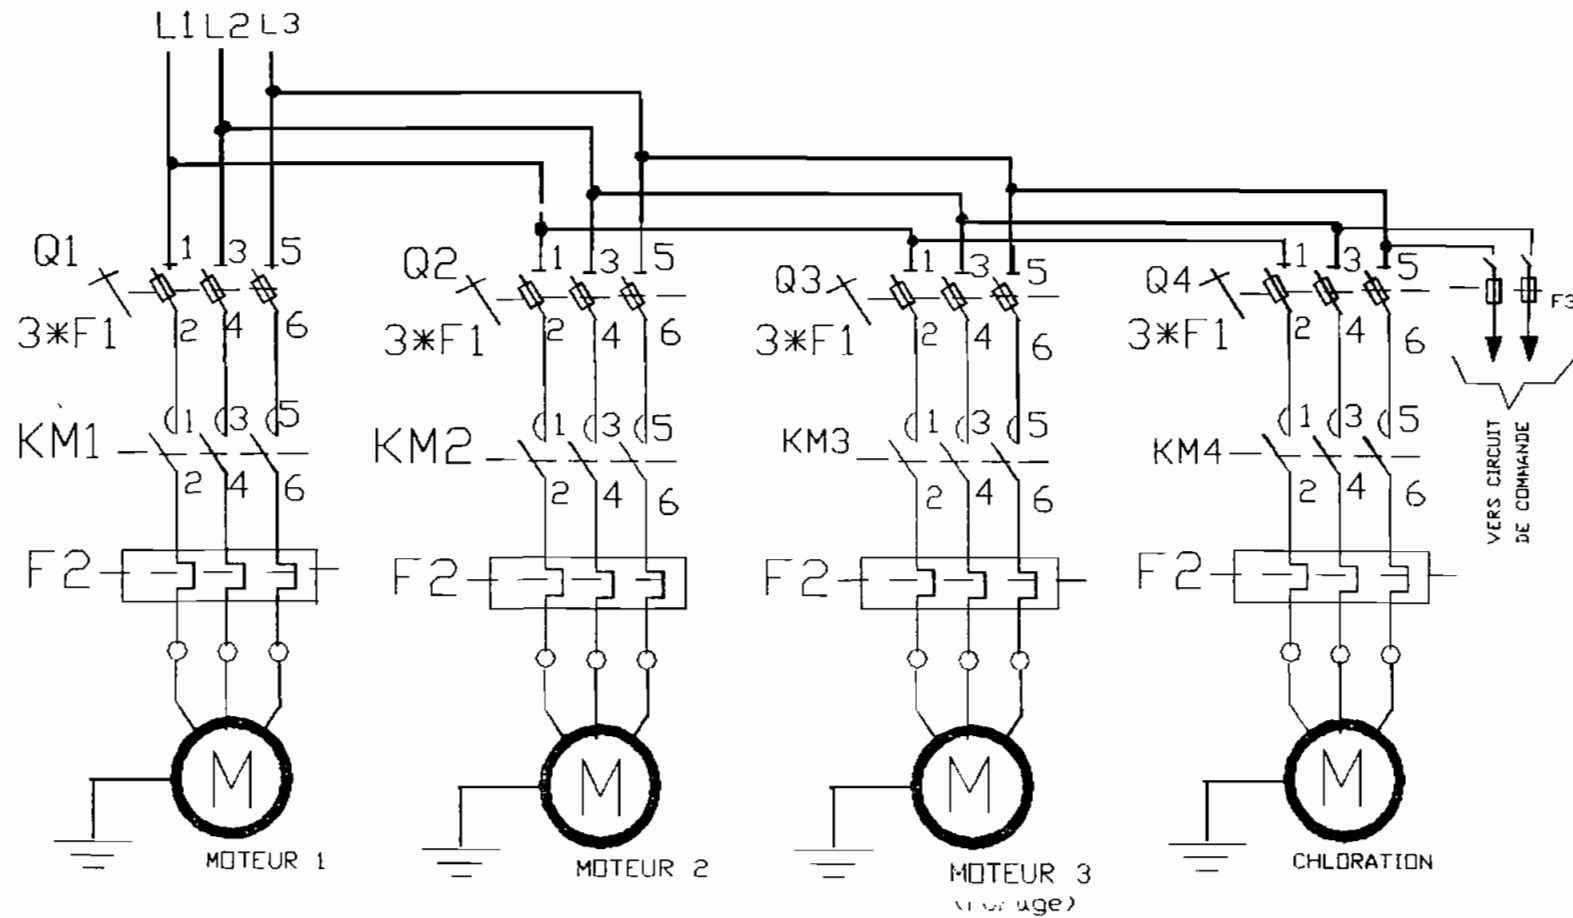 L1 L2 L3
Q1 1 3 5
3*F1 2 4 6
Q2 1 3 5
3*F1 2 4 6
Q3 1 3 5
3*F1 2 4 6
Q4 1 3 5
3*F1 2 4 6
F3
KM1 1 3 5
2 4 6
KM2 1 3 5
2 4 6
KM3 1 3 5
2 4 6
KM4 1 3 5
2 4 6
VERS CIRCUIT
DE COMMANDE
F2
F2
F2
F2
M
M
M
M
MOTEUR 1
MOTEUR 2
MOTEUR 3
CHLORATION